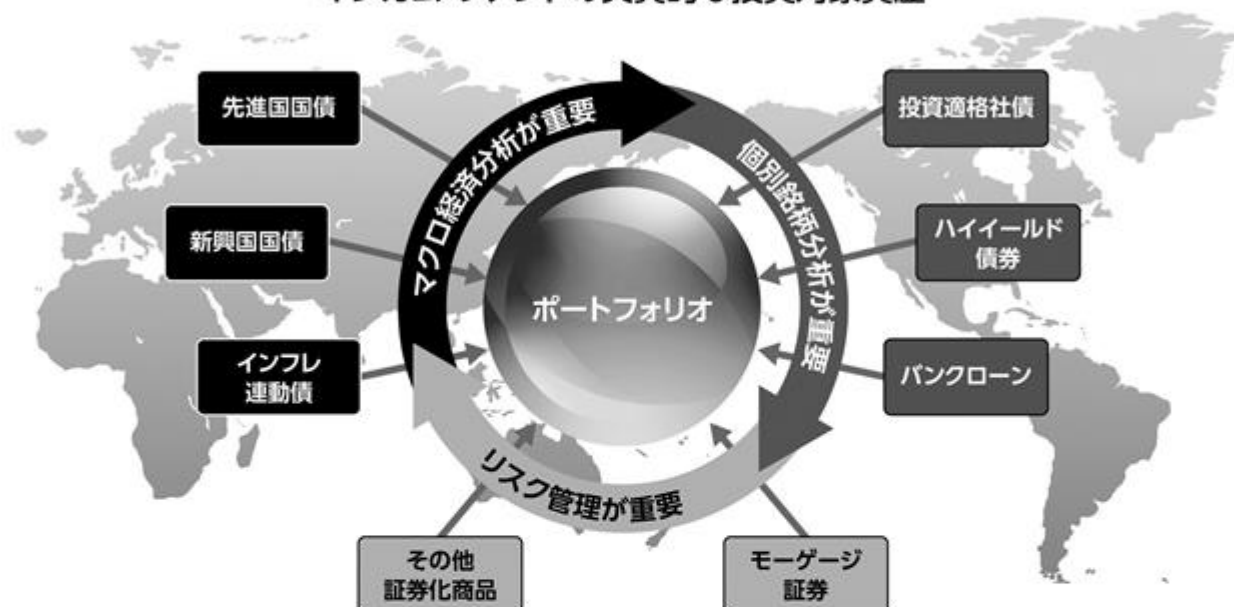 先進国国債
投資適格社債
マクロ経済分析が重要
個別銘柄分析が重要
新興国国債
ハイイールド
債券
ポートフォリオ
インフレ
連動債
バンクローン
リスク管理が重要
その他
証券化商品
モーゲージ
証券